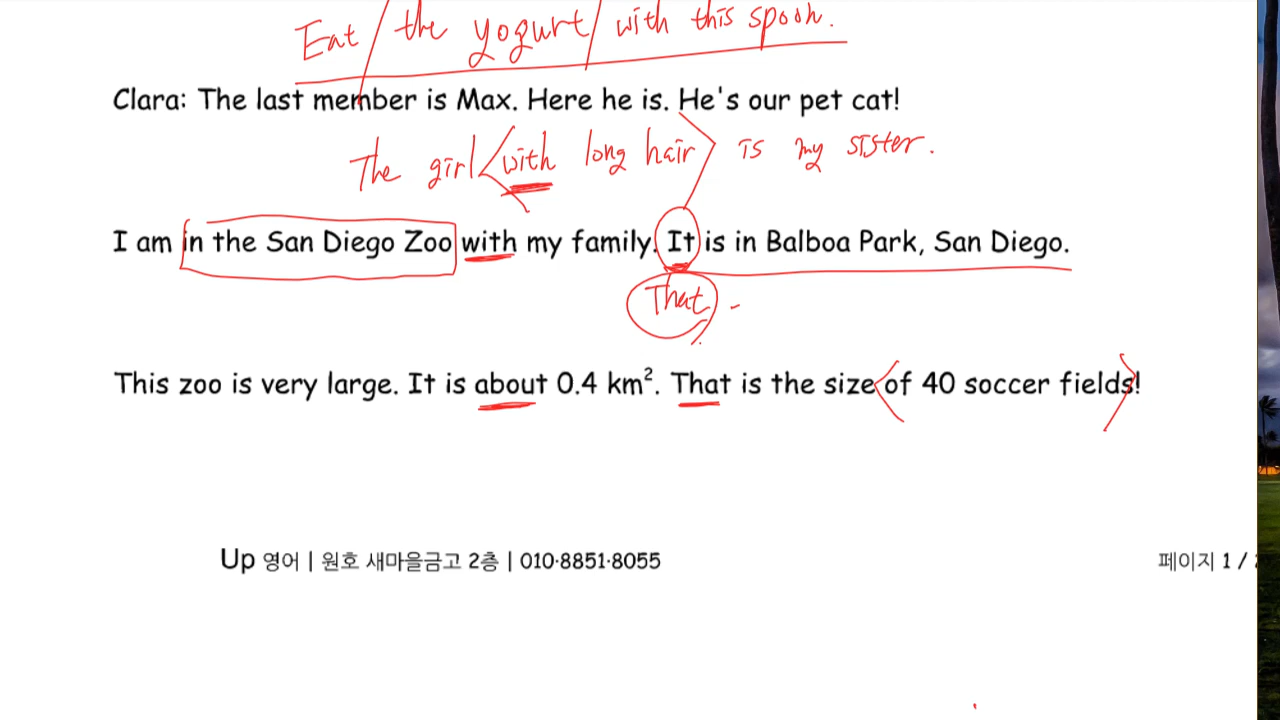 Eat / the yogurt / with this spoon.
Clara: The last member is Max. Here he is. He's our pet cat!
The girl <with long hair> is my sister.
I am in the San Diego Zoo with my family. It is in Balboa Park, San Diego.
That
This zoo is very large. It is about 0.4 km². That is the size <of 40 soccer fields>!
Up 영어 | 원호 새마을금고 2층 | 010-8851-8055
페이지 1 /